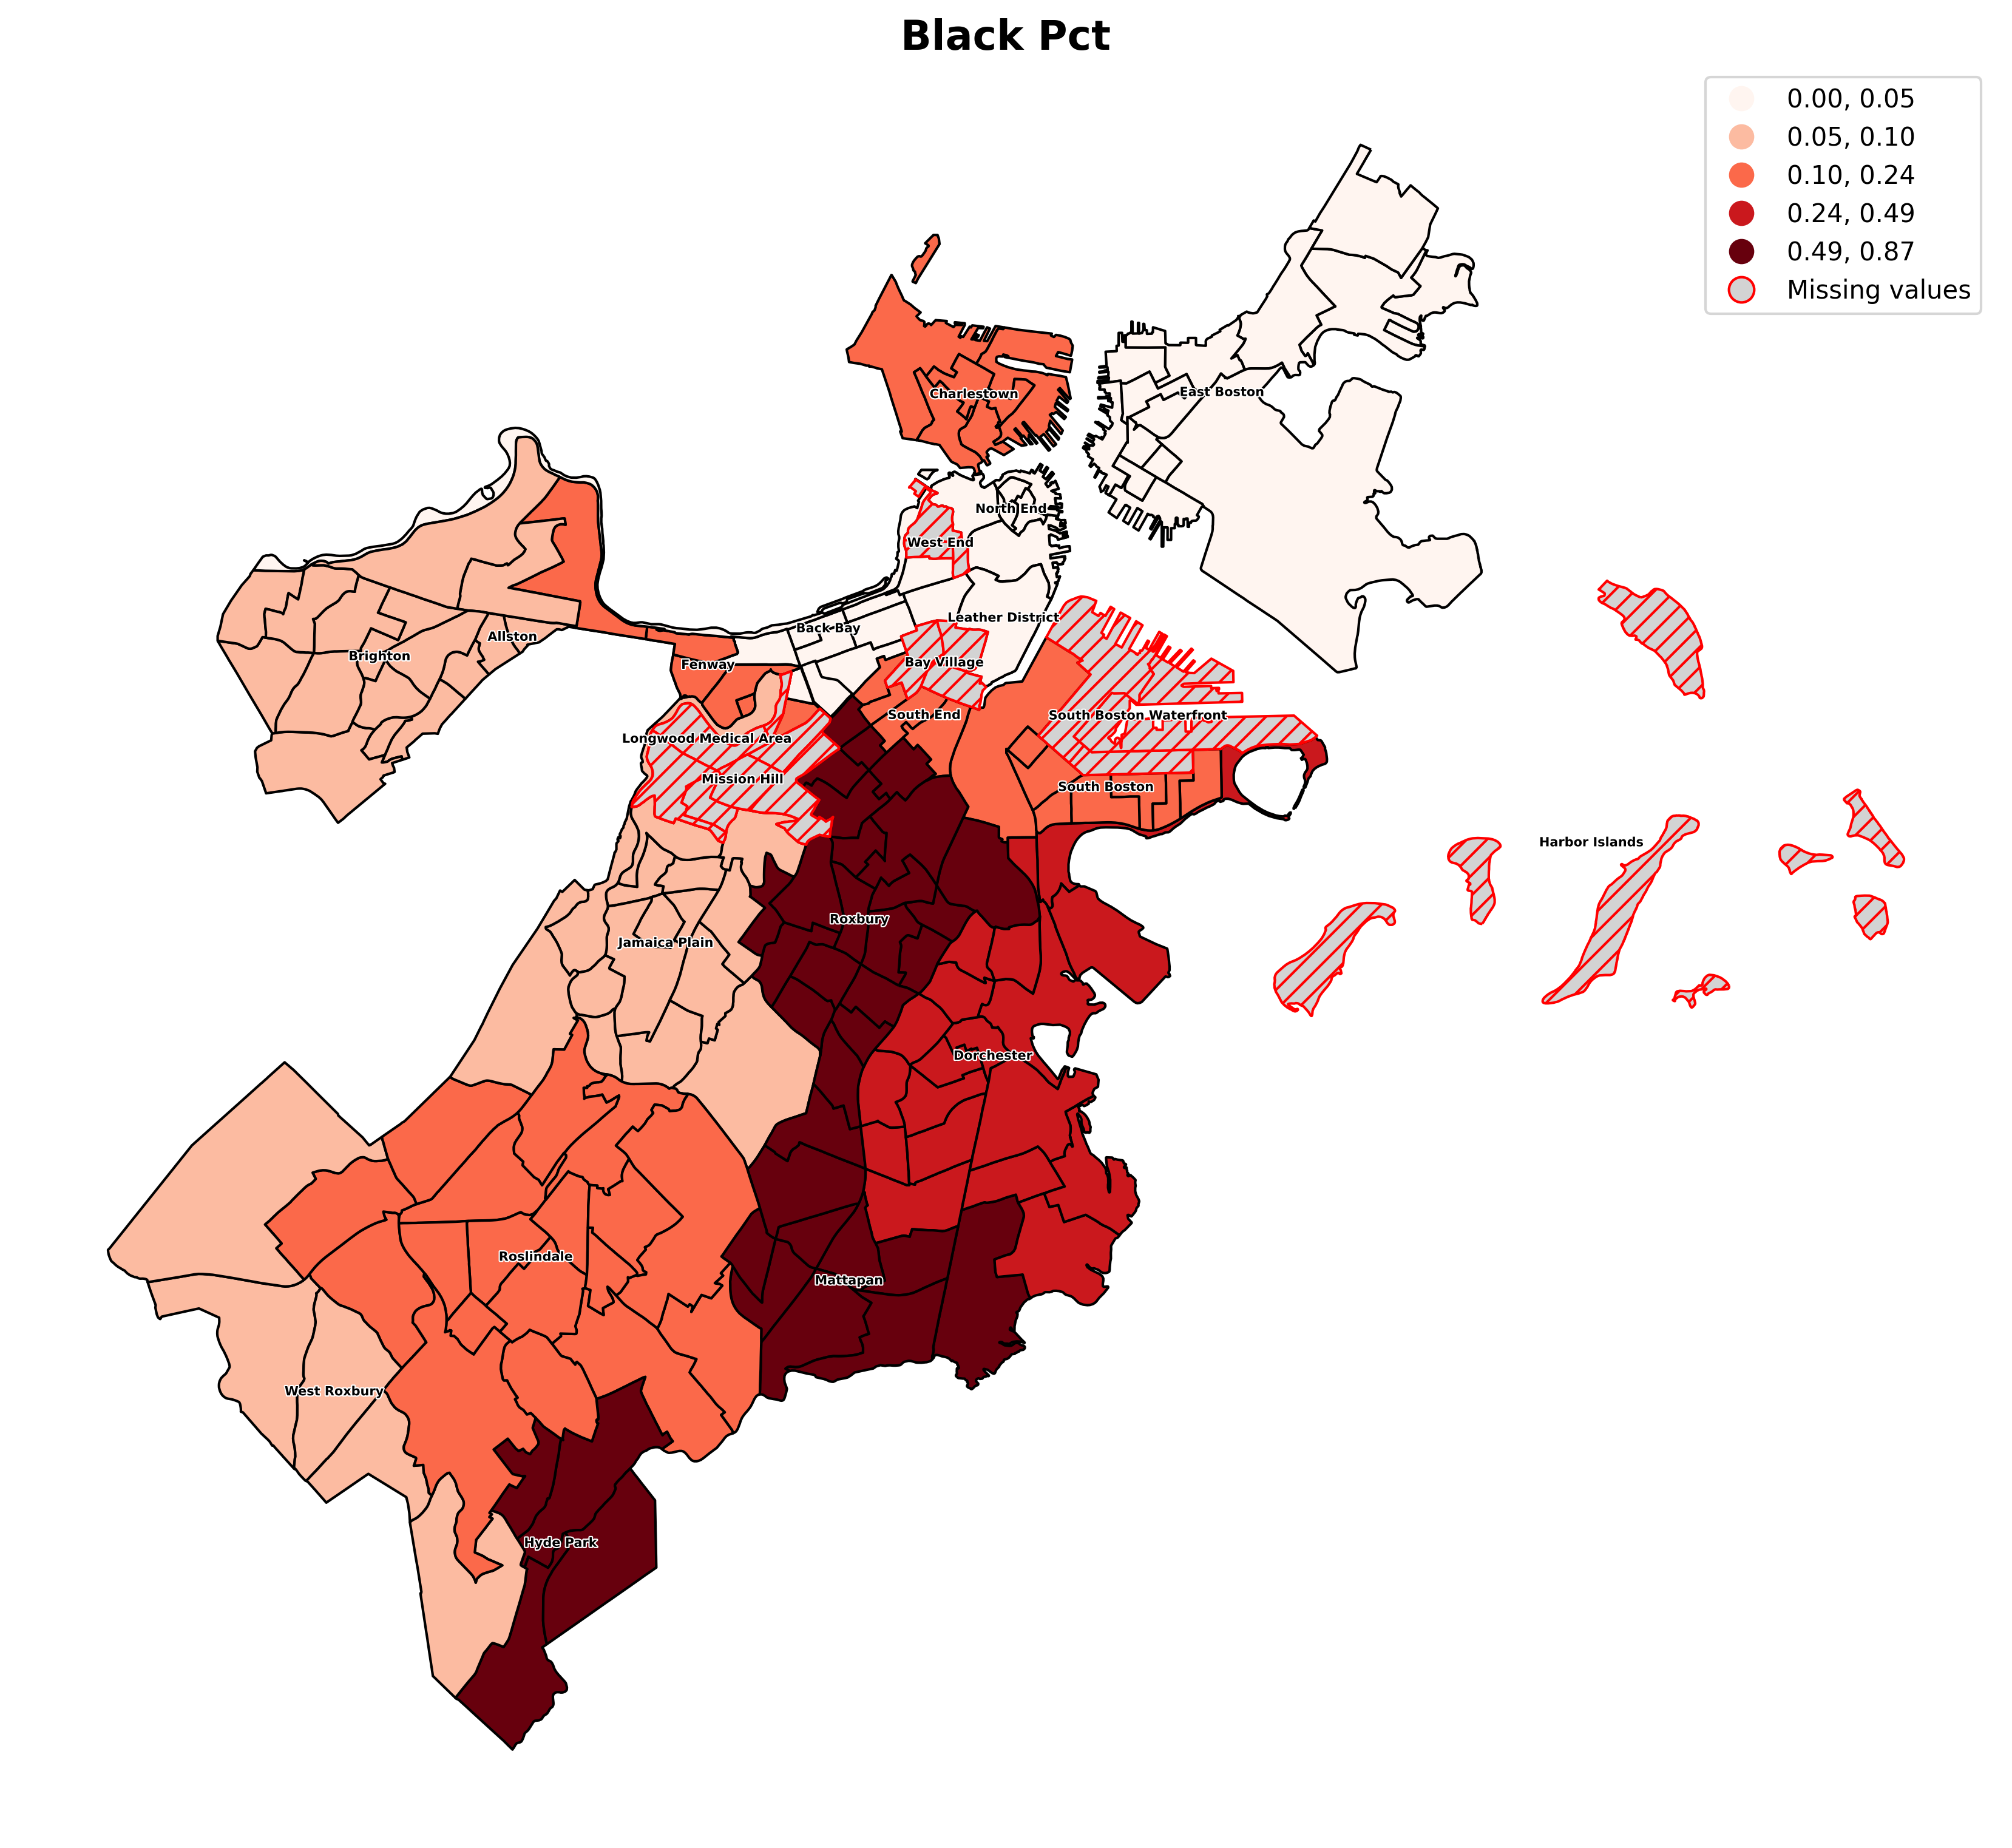 Black Pct
0.00, 0.05
0.05, 0.10
0.10, 0.24
0.24, 0.49
0.49, 0.87
Missing values
Charlestown
East Boston
North End
West End
Leather District
Back Bay
Allston
Brighton
Fenway
Bay Village
South End
South Boston Waterfront
Longwood Medical Area
Mission Hill
South Boston
Harbor Islands
Roxbury
Jamaica Plain
Dorchester
Roslindale
Mattapan
West Roxbury
Hyde Park